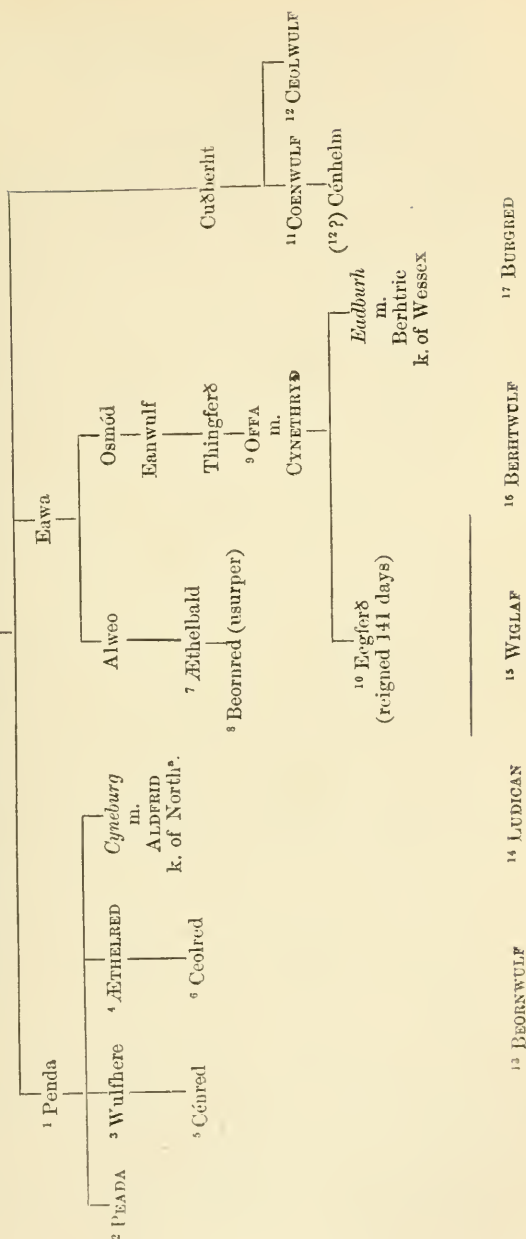 ¹ Penda
Eawa
Cuðberht
² PEADA
³ Wulfhere
⁴ ÆTHELRED
Cyneburg
m.
ALDFRID
k. of Northⁿ.
Alweo
Osmód
¹¹ COENWULF
¹² CEOLWULF
⁵ Cénred
⁶ Ceolred
⁷ Æthelbald
Eanwulf
(¹²?) Cénhelm
⁸ Beornred (usurper)
Thingferð
⁹ OFFA
m.
CYNETHRYÐ
¹⁰ Ecgferð
(reigned 141 days)
Eadburh
m.
Berhtric
k. of Wessex
¹³ BEORNWULF
¹⁴ LUDICAN
¹⁵ WIGLAF
¹⁶ BERHTWULF
¹⁷ BURGRED